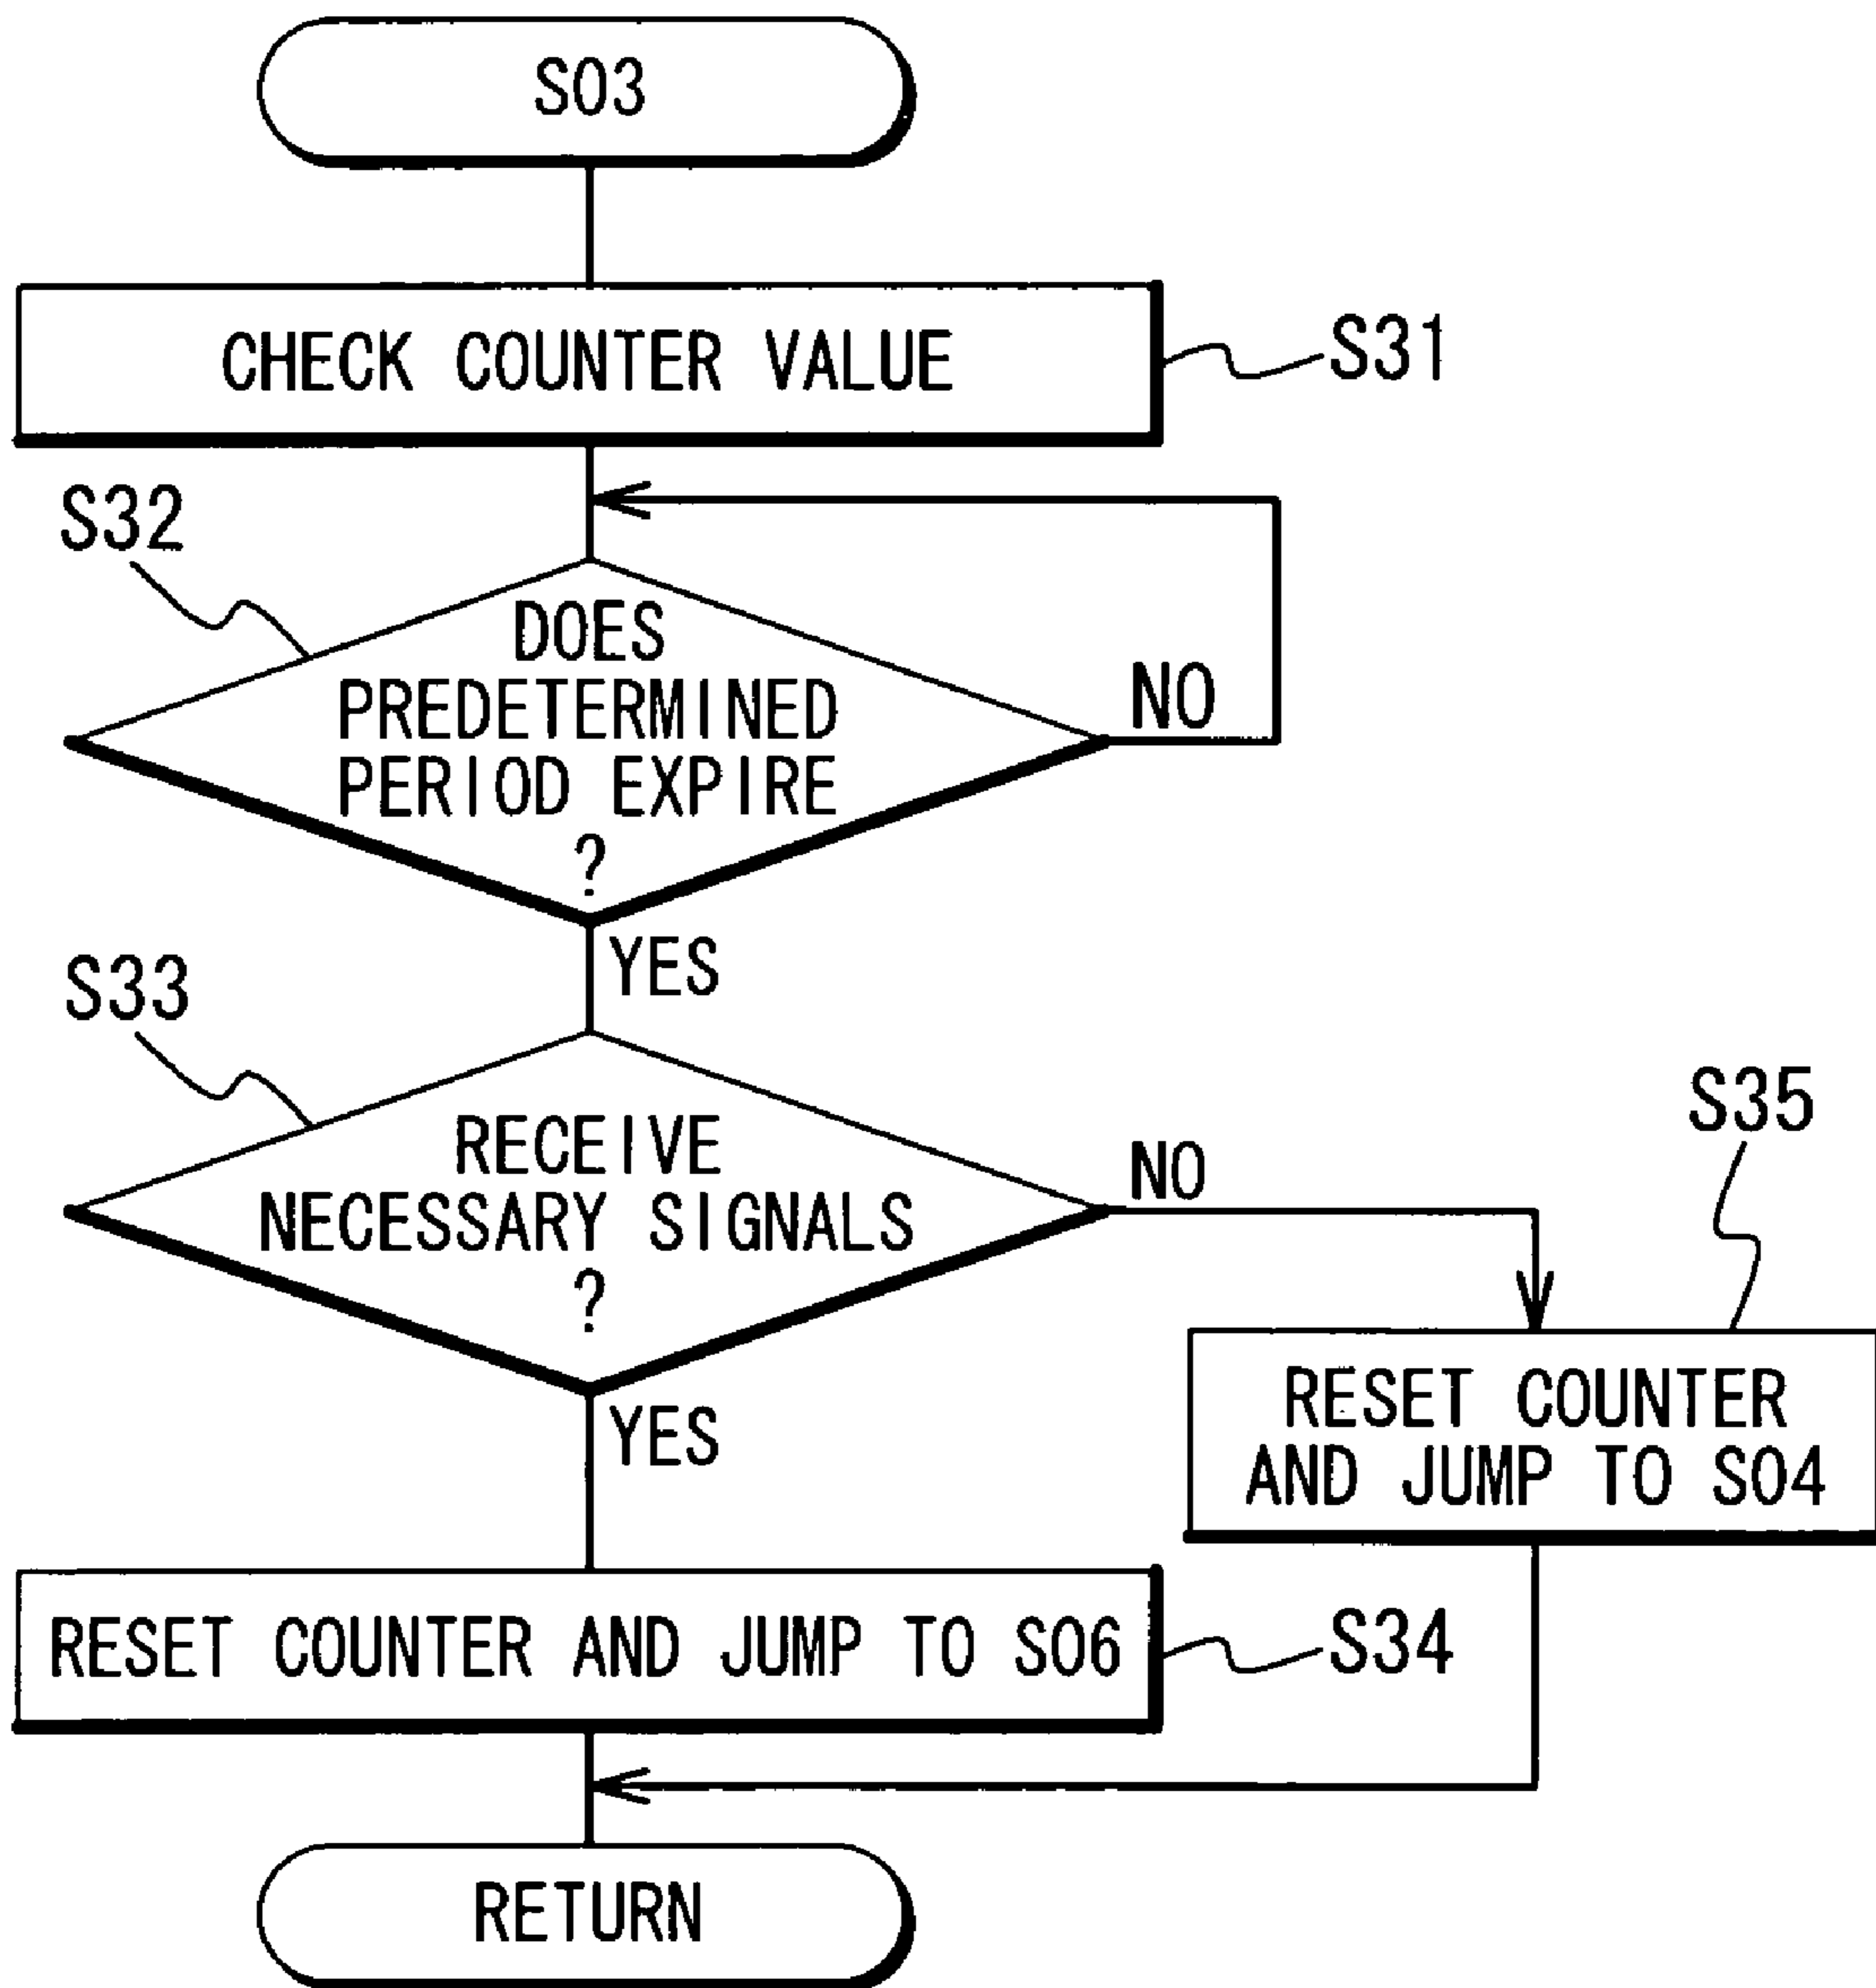 S03
CHECK COUNTER VALUE
S31
S32
DOES
PREDETERMINED
PERIOD EXPIRE
?
NO
YES
S33
RECEIVE
NECESSARY SIGNALS
?
NO
YES
S35
RESET COUNTER
AND JUMP TO S04
RESET COUNTER AND JUMP TO S06
S34
RETURN